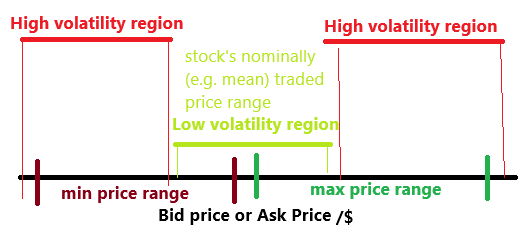 High volatility region
High volatility region
stock's nominally
(e.g. mean) traded
price range
Low volatility region
min price range
max price range
Bid price or Ask Price /$